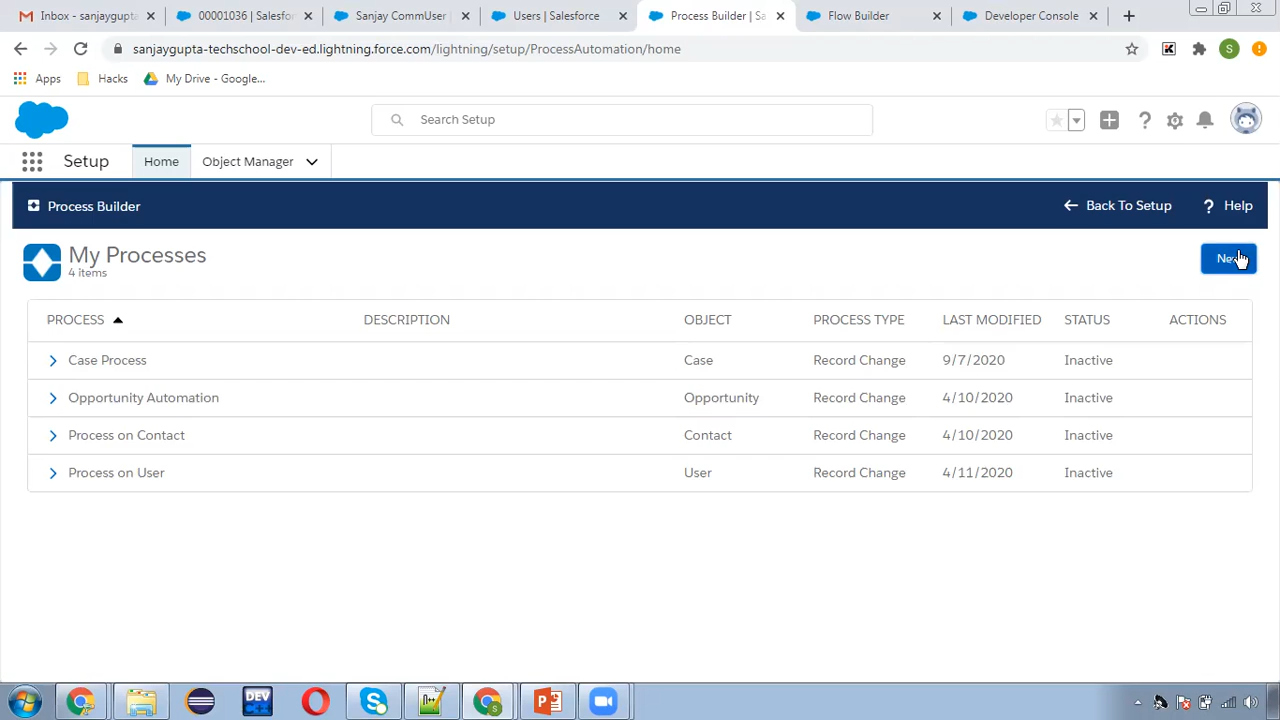 Inbox - sanjaygupta-
00001036 | Salesfo
Sanjay CommUser |
Users | Salesforce
Process Builder | Sa
Flow Builder
Developer Console
sanjaygupta-techschool-dev-ed.lightning.force.com/lightning/setup/ProcessAutomation/home
S
Apps
Hacks
My Drive - Google...
Search Setup
Setup
Home
Object Manager
Process Builder
Back To Setup
? Help
My Processes
4 items
PROCESS DESCRIPTION OBJECT PROCESS TYPE LAST MODIFIED STATUS ACTIONS
Case Process Case Record Change 9/7/2020 Inactive
Opportunity Automation Opportunity Record Change 4/10/2020 Inactive
Process on Contact Contact Record Change 4/10/2020 Inactive
Process on User User Record Change 4/11/2020 Inactive
DEV